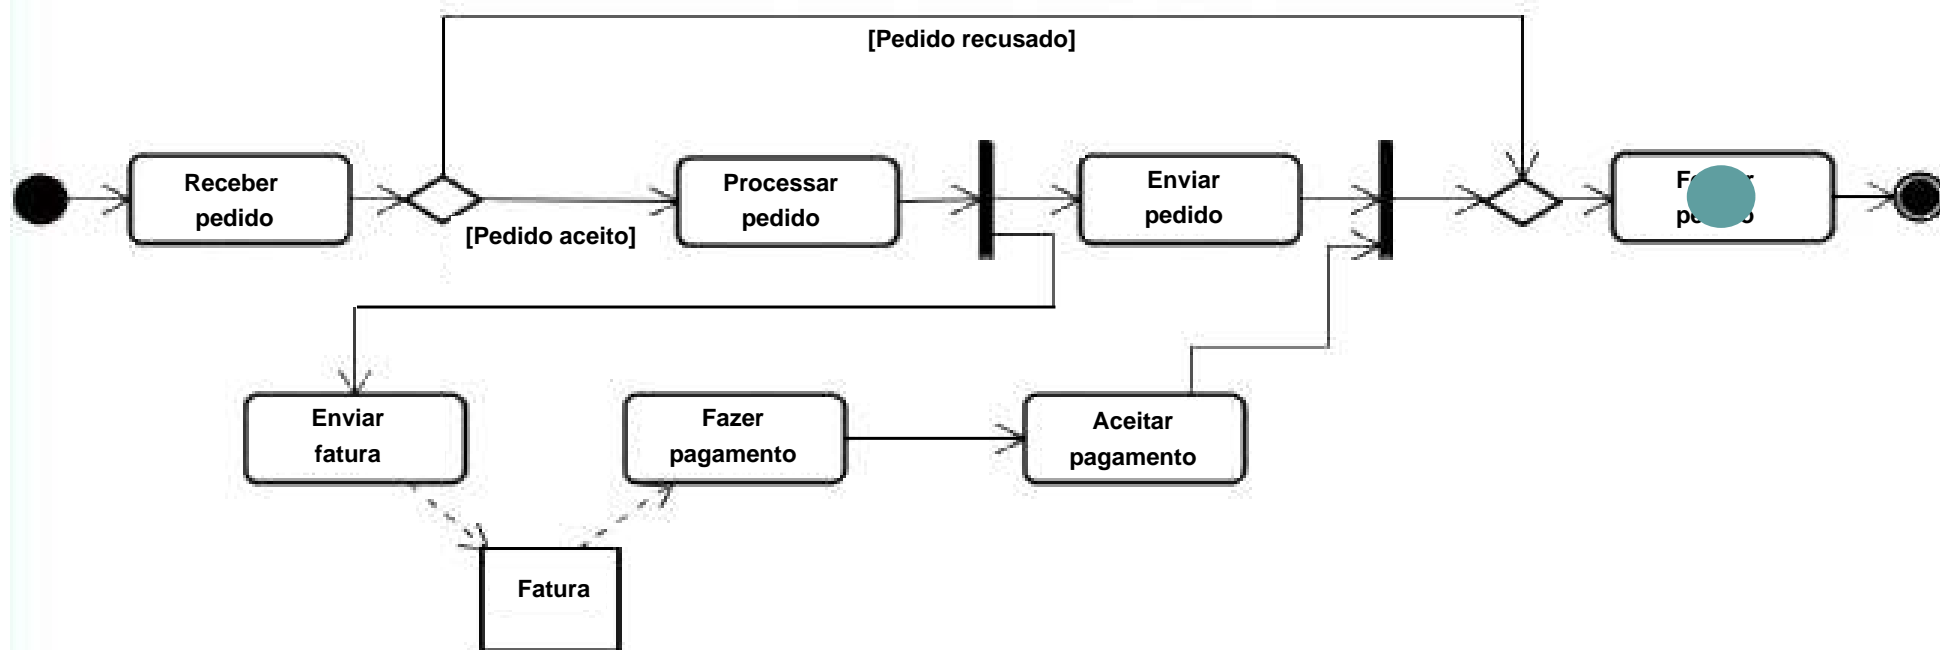 [Pedido recusado]
Receber
pedido
[Pedido aceito]
Processar
pedido
Enviar
pedido
Enviar
fatura
Fazer
pagamento
Aceitar
pagamento
Fatura